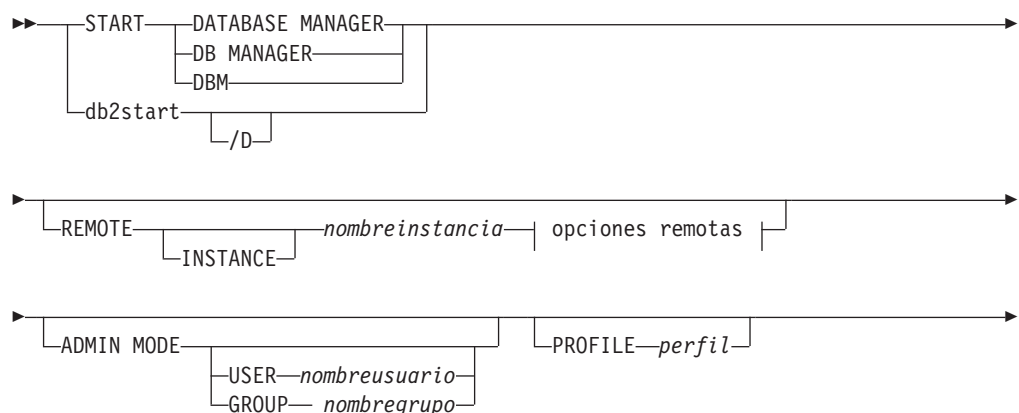 START DATABASE MANAGER
DB MANAGER
DBM
db2start
/D
REMOTE nombreinstancia opciones remotas
INSTANCE
ADMIN MODE PROFILE perfil
USER nombreusuario
GROUP nombregrupo